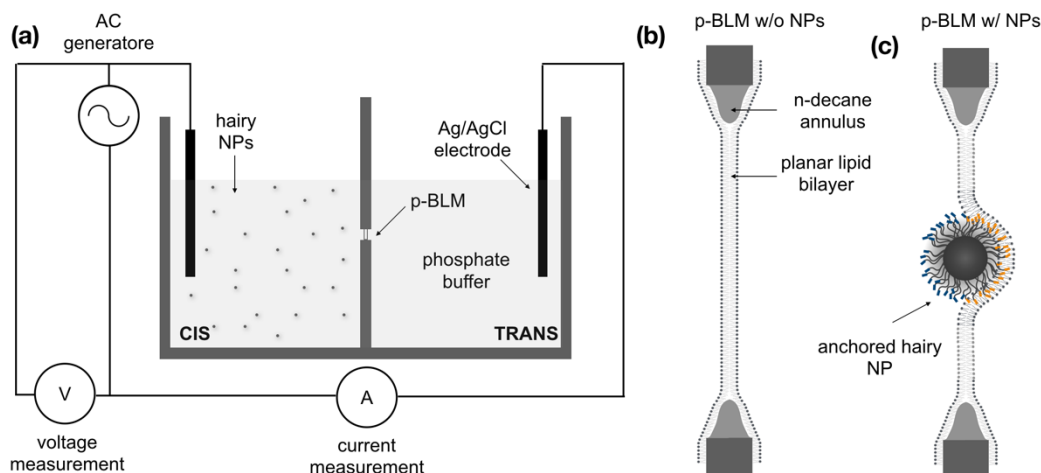 (a)
AC
generatore
hairy
NPs
Ag/AgCl
electrode
p-BLM
phosphate
buffer
CIS
TRANS
V
A
voltage
measurement
current
measurement
(b)
p-BLM w/o NPs
n-decane
annulus
planar lipid
bilayer
(c)
p-BLM w/ NPs
anchored hairy
NP